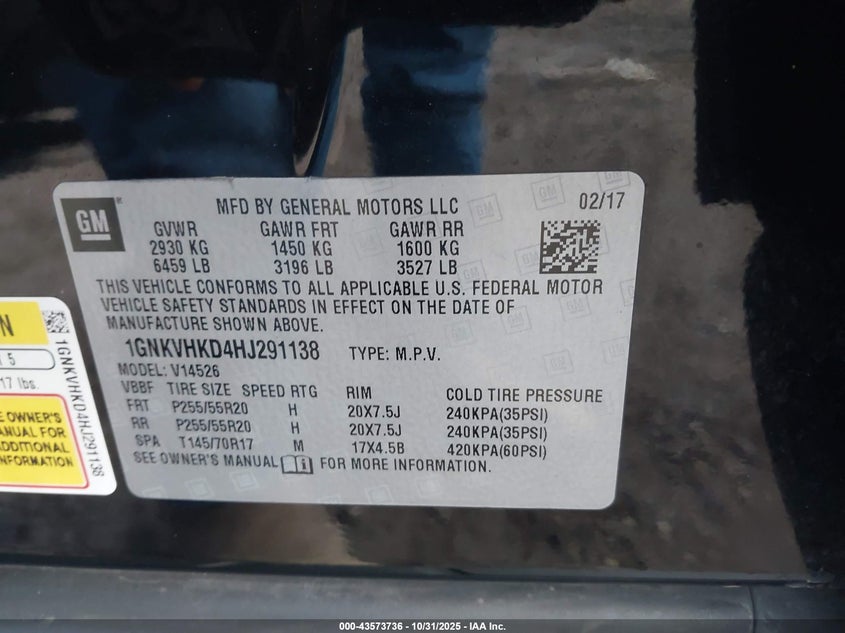 GM
MFD BY GENERAL MOTORS LLC 02/17
GVWR GAWR FRT GAWR RR
2930 KG 1450 KG 1600 KG
6459 LB 3196 LB 3527 LB
THIS VEHICLE CONFORMS TO ALL APPLICABLE U.S. FEDERAL MOTOR
VEHICLE SAFETY STANDARDS IN EFFECT ON THE DATE OF
MANUFACTURE SHOWN ABOVE.
1GNKVHKD4HJ291138 TYPE: M.P.V.
MODEL: V14526
VBBF TIRE SIZE SPEED RTG RIM COLD TIRE PRESSURE
FRT P255/55R20 H 20X7.5J 240KPA(35PSI)
RR P255/55R20 H 20X7.5J 240KPA(35PSI)
SPA T145/70R17 M 17X4.5B 420KPA(60PSI)
SEE OWNER'S MANUAL FOR MORE INFORMATION.
5
17 lbs.
OWNER'S
MANUAL FOR
ADDITIONAL
INFORMATION
1GNKVHKD4HJ291138
000-43573736 - 10/31/2025 - IAA Inc.